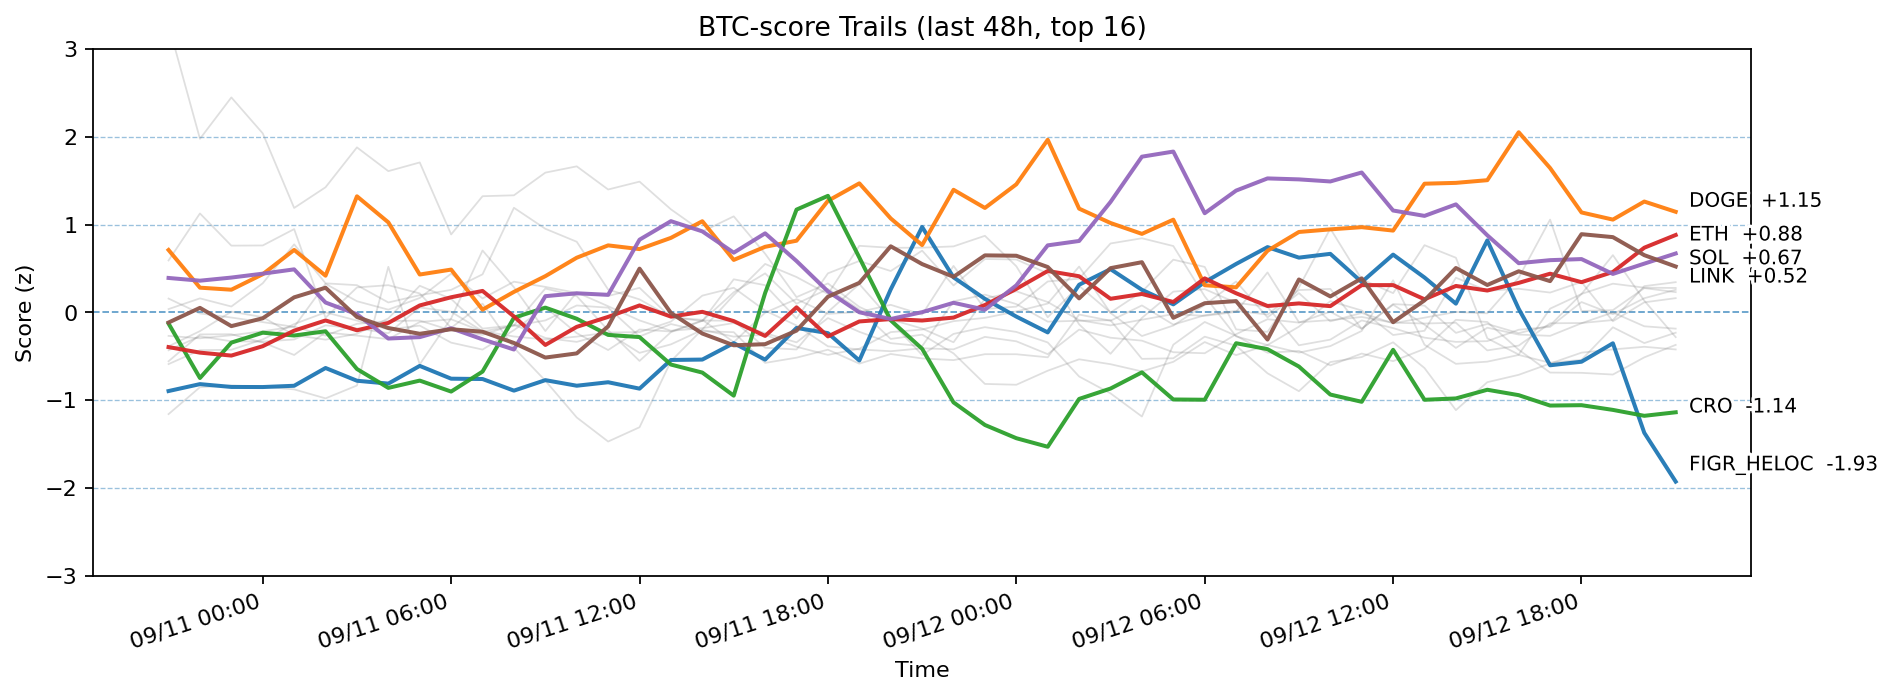 BTC-score Trails (last 48h, top 16)
Score (z)
3
2
1
0
−1
−2
−3
DOGE +1.15
ETH +0.88
SOL +0.67
LINK +0.52
CRO -1.14
FIGR_HELOC -1.93
09/11 00:00
09/11 06:00
09/11 12:00
09/11 18:00
09/12 00:00
09/12 06:00
09/12 12:00
09/12 18:00
Time